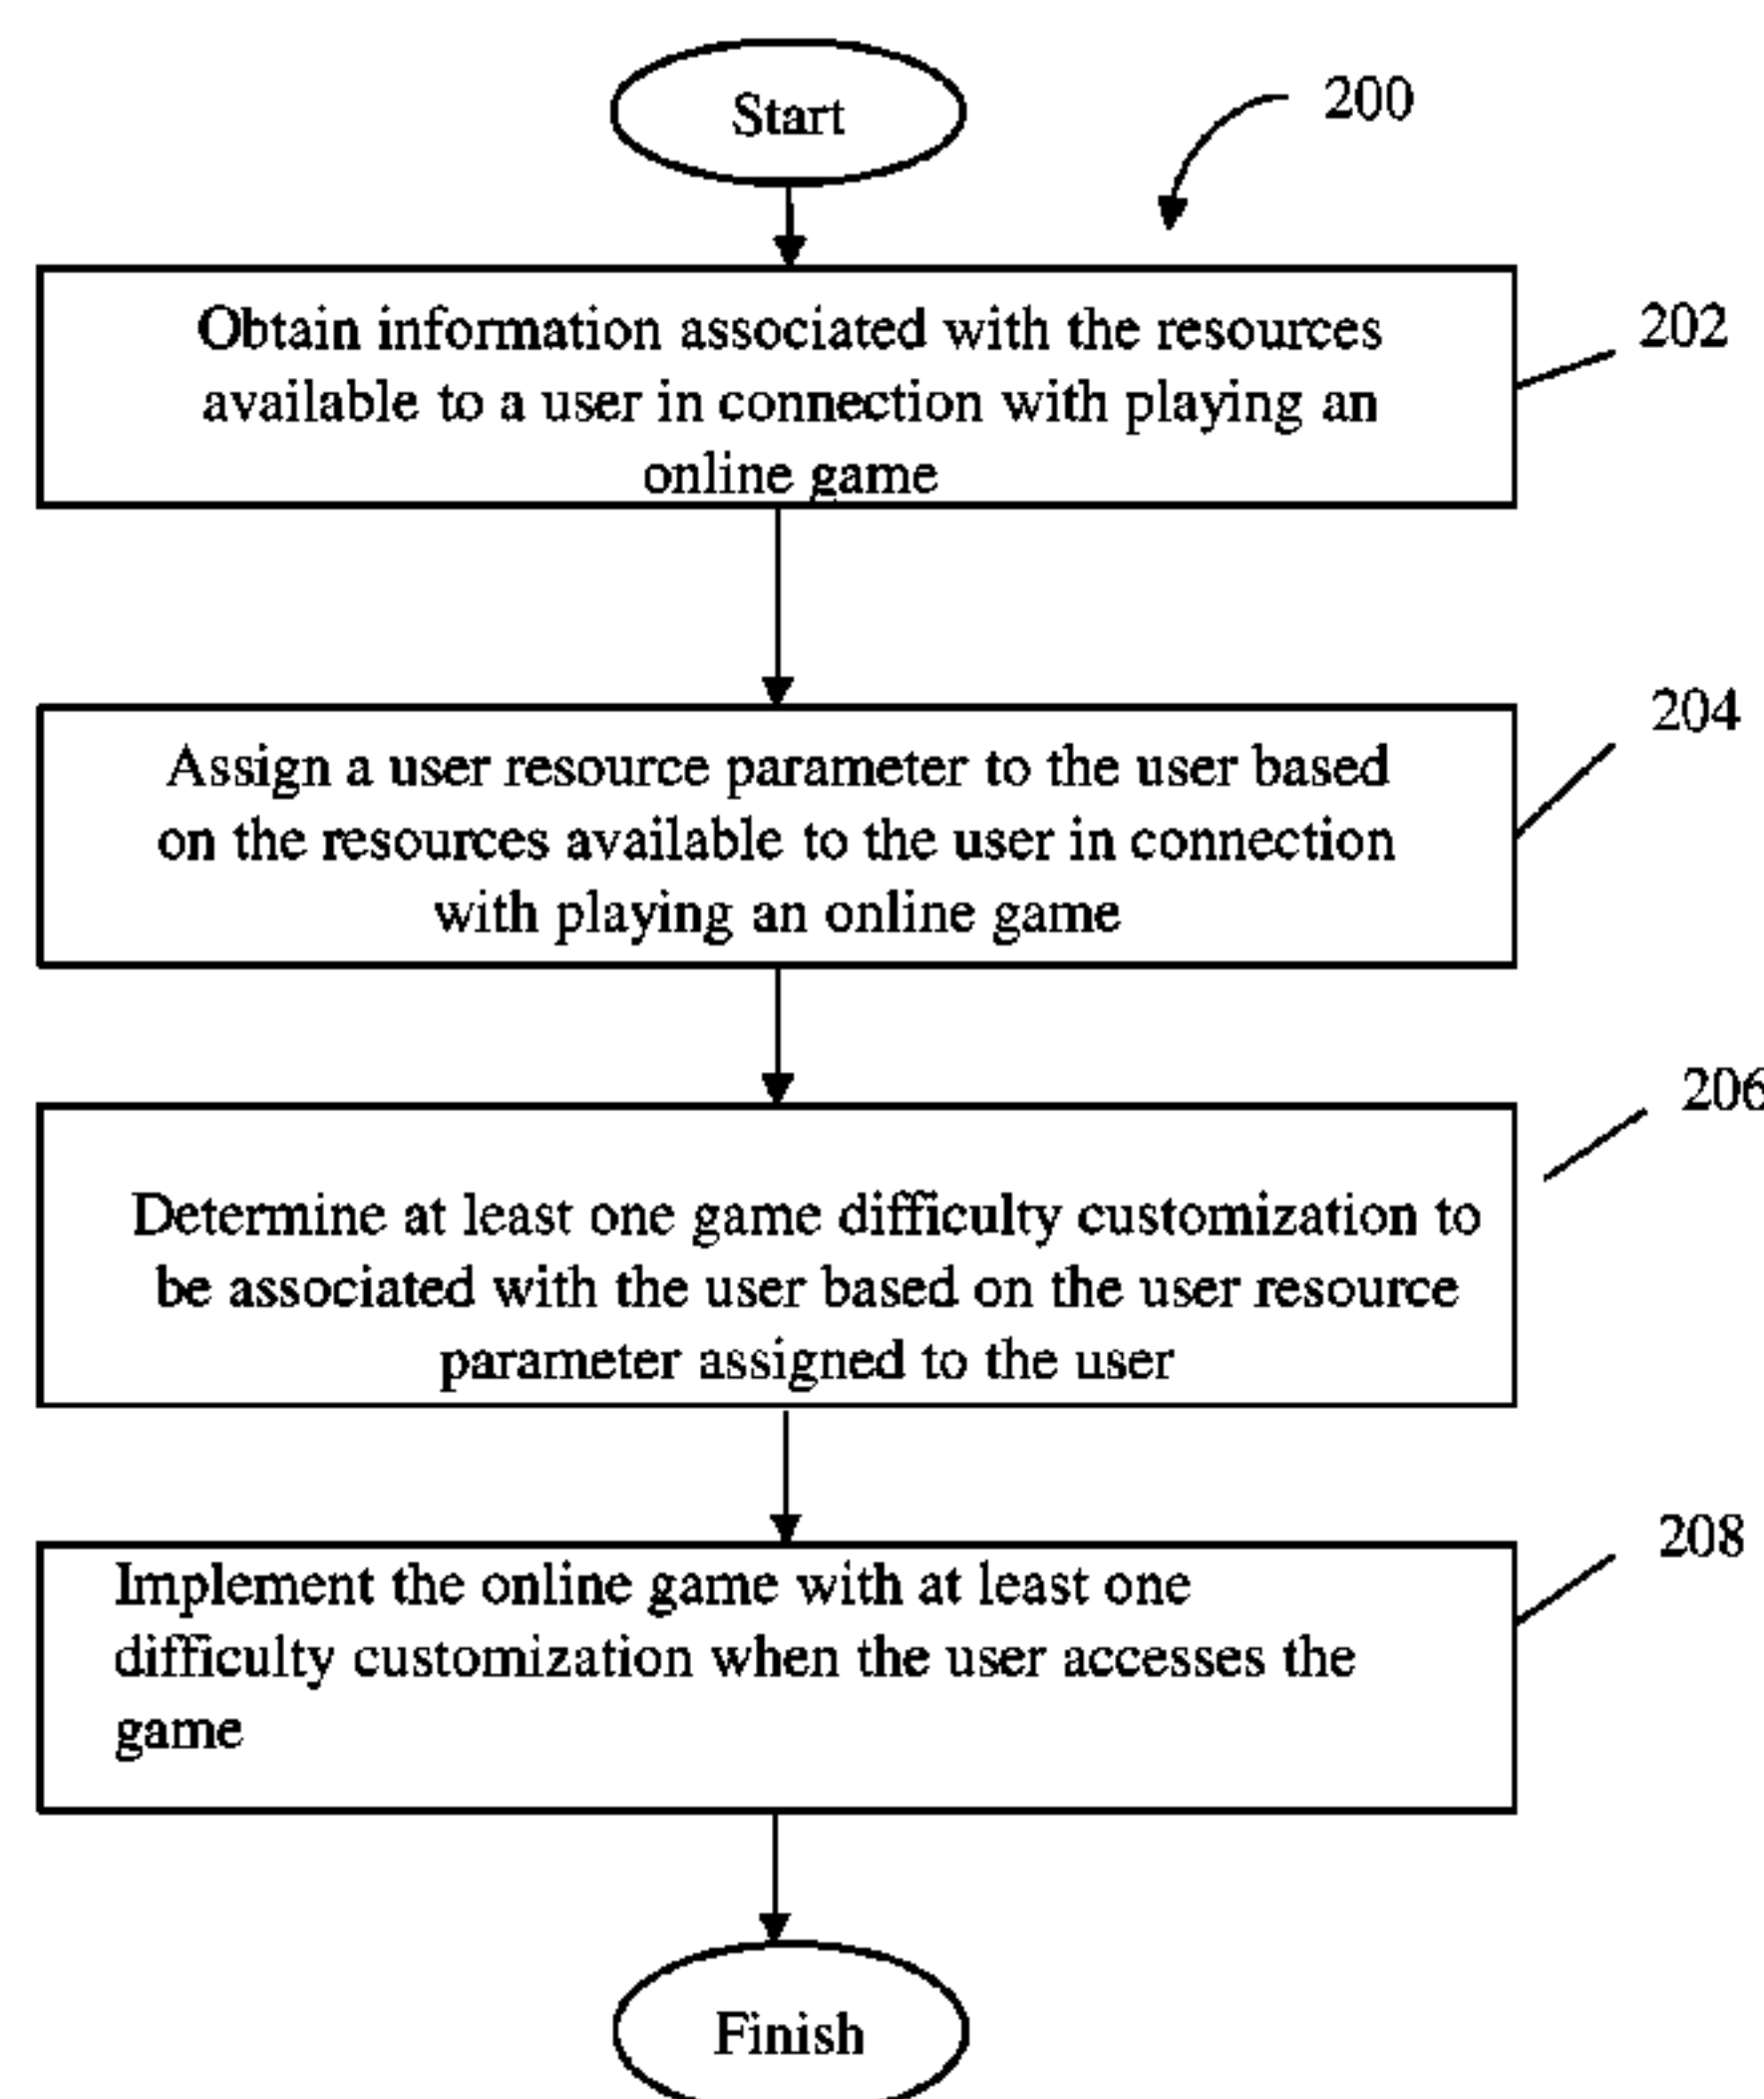 Start
200
Obtain information associated with the resources
available to a user in connection with playing an
online game
202
Assign a user resource parameter to the user based
on the resources available to the user in connection
with playing an online game
204
Determine at least one game difficulty customization to
be associated with the user based on the user resource
parameter assigned to the user
206
Implement the online game with at least one
difficulty customization when the user accesses the
game
208
Finish